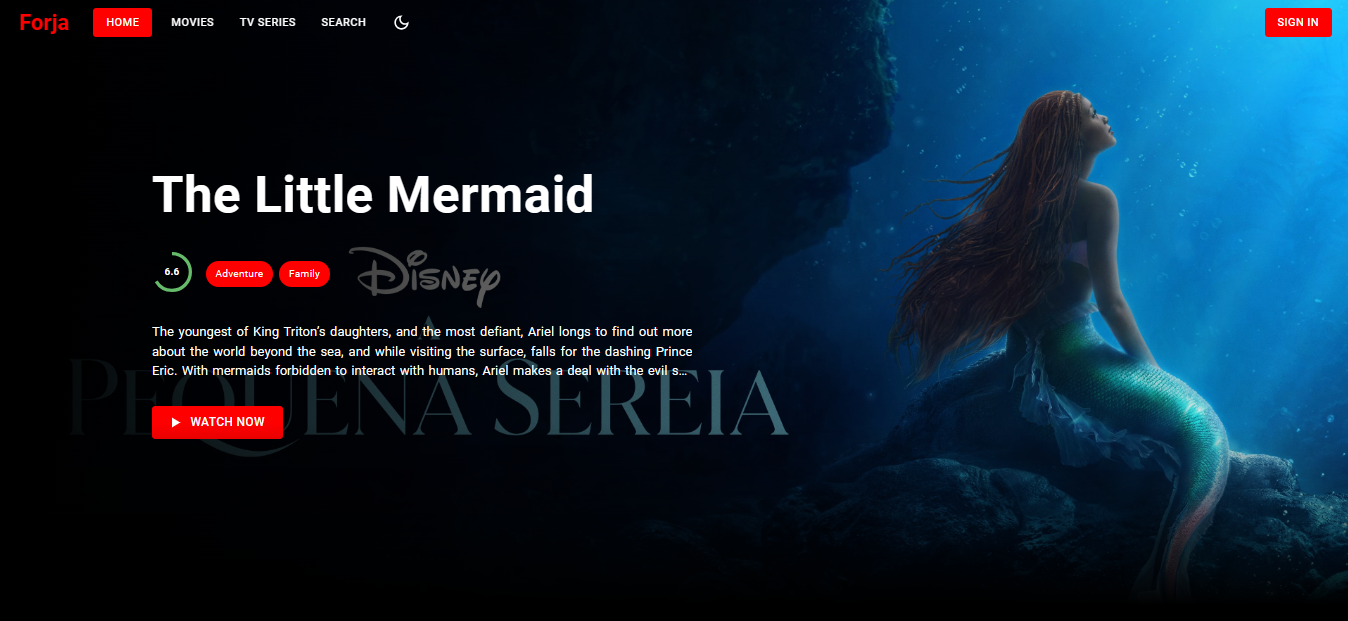 Forja HOME MOVIES TV SERIES SEARCH SIGN IN
The Little Mermaid
6.6 Adventure Family Disney
The youngest of King Triton’s daughters, and the most defiant, Ariel longs to find out more
about the world beyond the sea, and while visiting the surface, falls for the dashing Prince
Eric. With mermaids forbidden to interact with humans, Ariel makes a deal with the evil s...
A
PEQUENA SEREIA
WATCH NOW